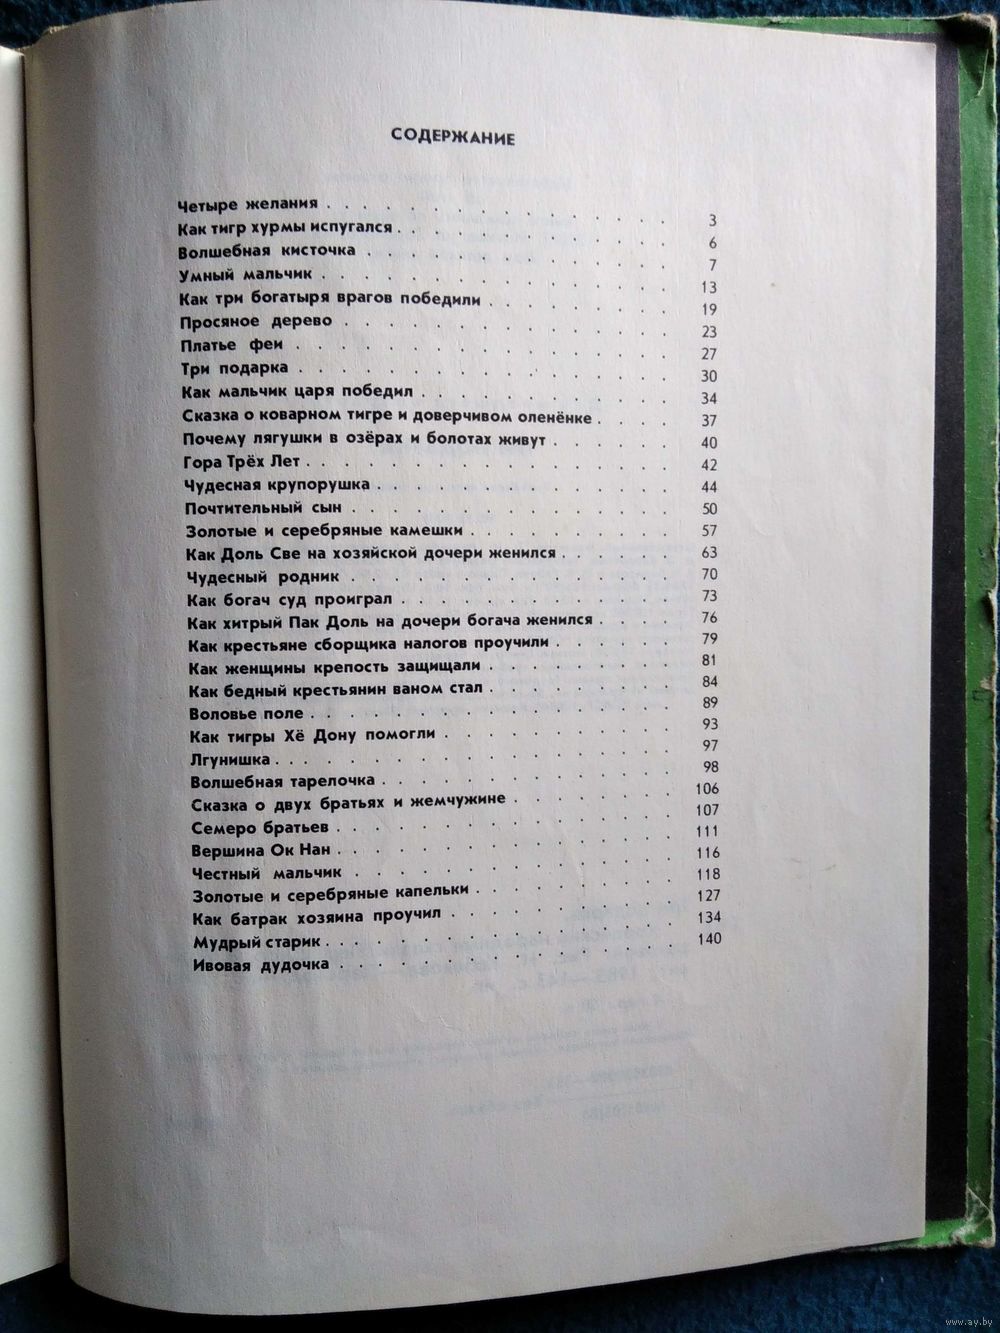 СОДЕРЖАНИЕ
Четыре желания . . . . . . . . . . . . . . . 3
Как тигр хурмы испугался . . . . . . . . . . . . 6
Волшебная кисточка . . . . . . . . . . . . . 7
Умный мальчик . . . . . . . . . . . . . . . 13
Как три богатыря врагов победили . . . . . . . . 19
Просяное дерево . . . . . . . . . . . . . . 23
Платье феи . . . . . . . . . . . . . . . . 27
Три подарка . . . . . . . . . . . . . . . . 30
Как мальчик царя победил . . . . . . . . . . . 34
Сказка о коварном тигре и доверчивом оленёнке . . . . 37
Почему лягушки в озёрах и болотах живут . . . . . . 40
Гора Трёх Лет . . . . . . . . . . . . . . . 42
Чудесная крупорушка . . . . . . . . . . . . . 44
Почтительный сын . . . . . . . . . . . . . . 50
Золотые и серебряные камешки . . . . . . . . . 57
Как Доль Све на хозяйской дочери женился . . . . . 63
Чудесный родник . . . . . . . . . . . . . . 70
Как богач суд проиграл . . . . . . . . . . . . 73
Как хитрый Пак Доль на дочери богача женился . . . . 76
Как крестьяне сборщика налогов проучили . . . . . . 79
Как женщины крепость защищали . . . . . . . . 81
Как бедный крестьянин ваном стал . . . . . . . . 84
Воловье поле . . . . . . . . . . . . . . . 89
Как тигры Хё Дону помогли . . . . . . . . . . 93
Лгунишка . . . . . . . . . . . . . . . . . 97
Волшебная тарелочка . . . . . . . . . . . . . 98
Сказка о двух братьях и жемчужине . . . . . . . 106
Семеро братьев . . . . . . . . . . . . . . 107
Вершина Ок Нан . . . . . . . . . . . . . . 111
Честный мальчик . . . . . . . . . . . . . . 116
Золотые и серебряные капельки . . . . . . . . . 118
Как батрак хозяина проучил . . . . . . . . . . 127
Мудрый старик . . . . . . . . . . . . . . . 134
Ивовая дудочка . . . . . . . . . . . . . . 140
www.ay.by